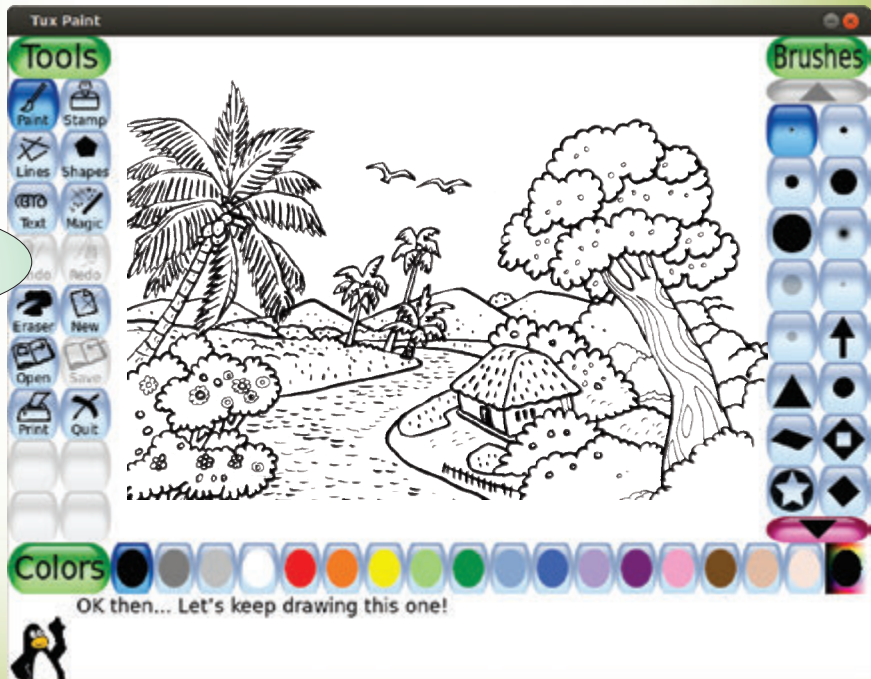 Tux Paint
Tools
Brushes
Paint Stamp
Lines Shapes
Text Magic
Redo
Eraser New
Open Save
Print Quit
Colors
OK then... Let's keep drawing this one!